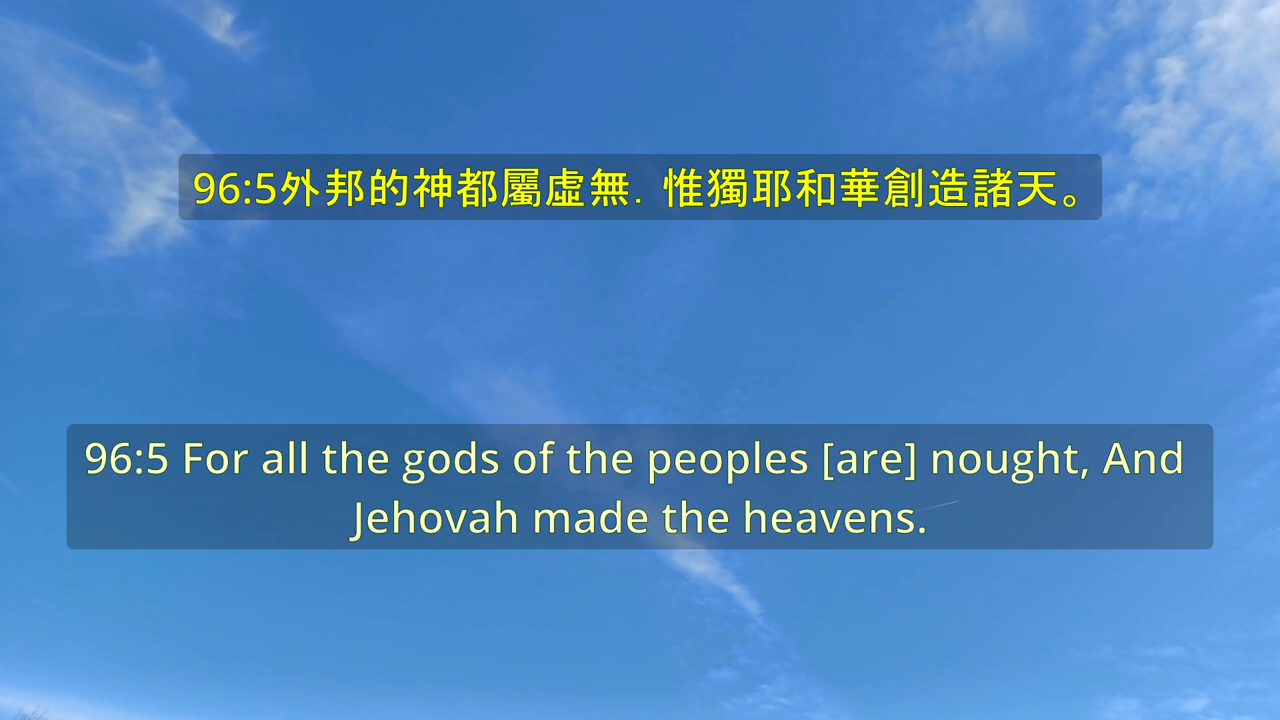 96:5外邦的神都屬虛無. 惟獨耶和華創造諸天。
96:5 For all the gods of the peoples [are] nought, And
Jehovah made the heavens.